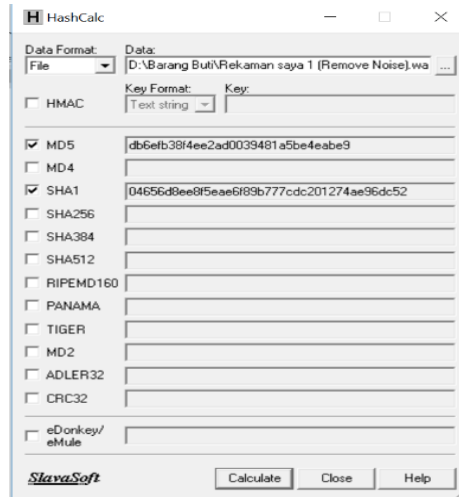 H HashCalc
Data Format: Data:
File D:\Barang Buti\Rekaman saya 1 (Remove Noise).wa ...
Key Format: Key:
HMAC Text string
MD5 db6efb38f4ee2ad0039481a5be4eabe9
MD4
SHA1 04656d8ee8f5eae6f89b777cdc201274ae96dc52
SHA256
SHA384
SHA512
RIPEMD160
PANAMA
TIGER
MD2
ADLER32
CRC32
eDonkey/
eMule
SlavaSoft Calculate Close Help